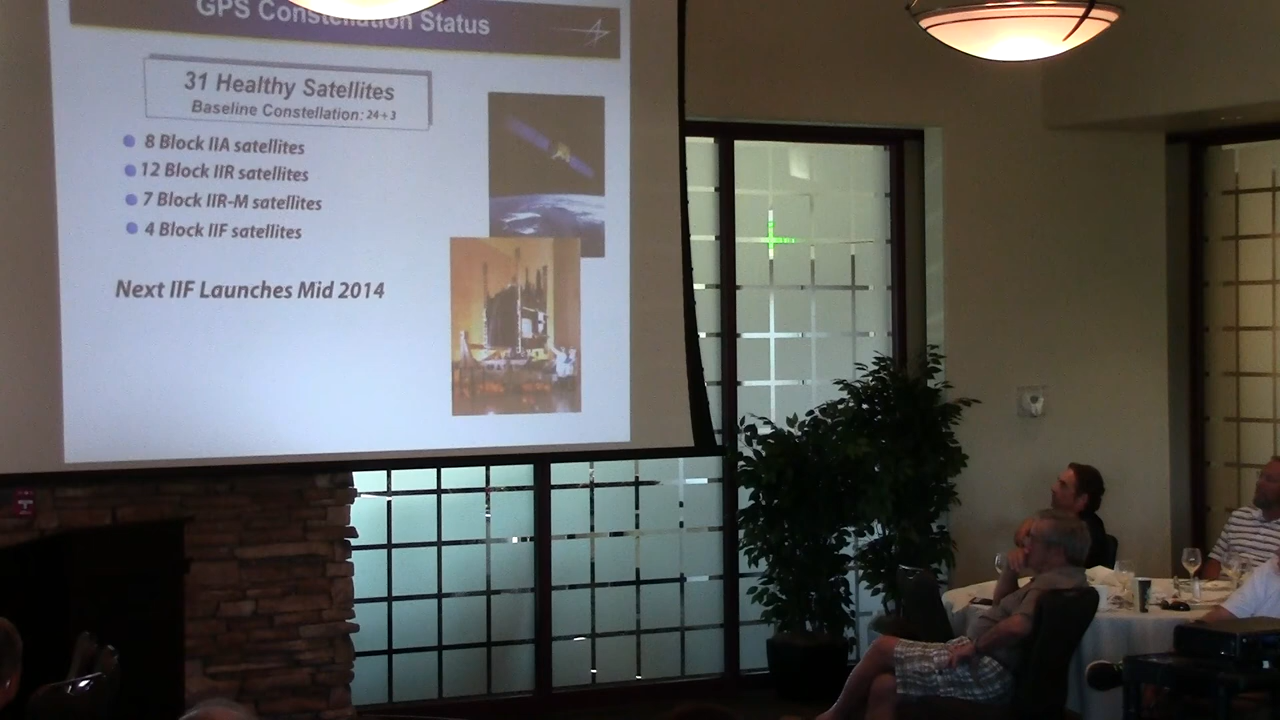 GPS Constellation Status
31 Healthy Satellites
Baseline Constellation: 24+3
8 Block IIA satellites
12 Block IIR satellites
7 Block IIR-M satellites
4 Block IIF satellites
Next IIF Launches Mid 2014